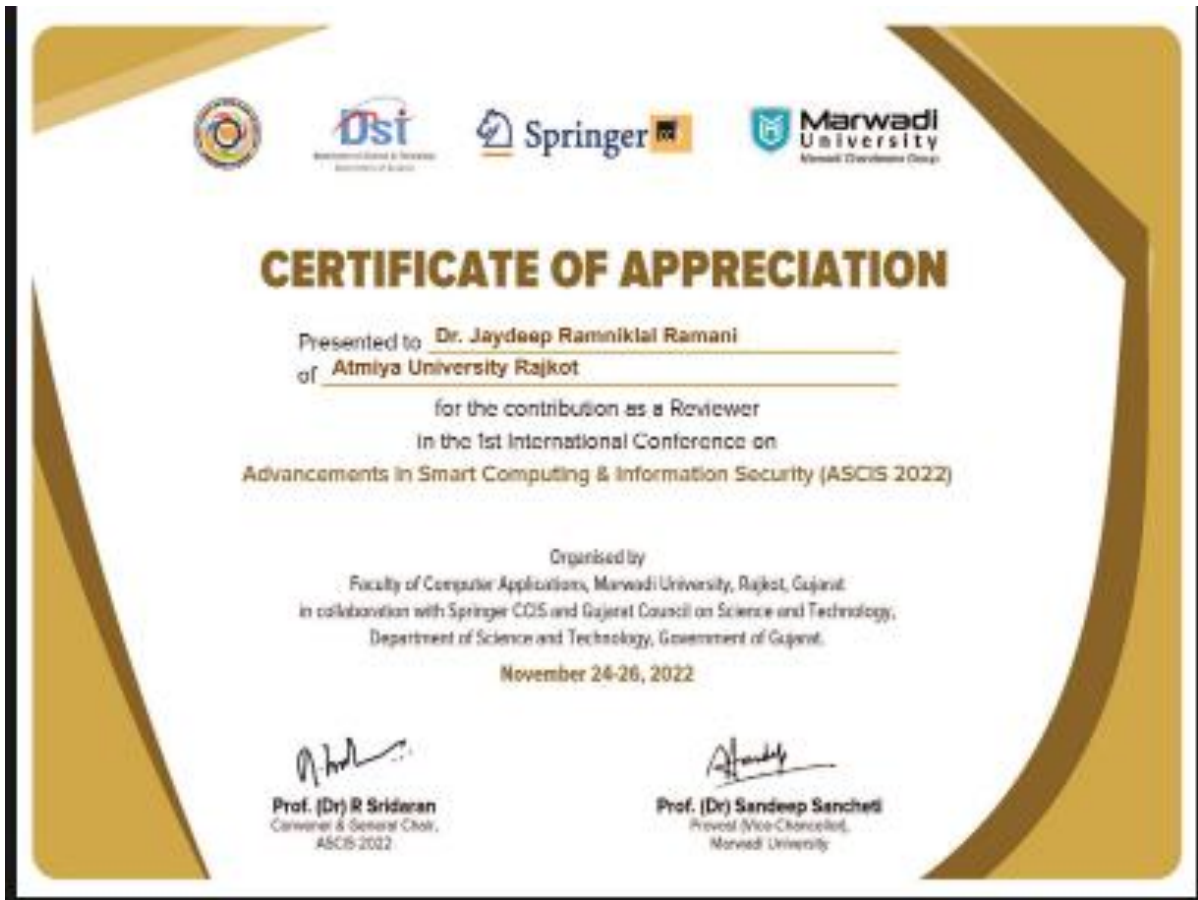 Dst
Springer
Marwadi
University
Marwadi Chandarana Group
CERTIFICATE OF APPRECIATION
Presented to Dr. Jaydeep Ramniklal Ramani
of Atmiya University Rajkot
for the contribution as a Reviewer
in the 1st International Conference on
Advancements in Smart Computing & Information Security (ASCIS 2022)
Organised by
Faculty of Computer Applications, Marwadi University, Rajkot, Gujarat
in collaboration with Springer CCIS and Gujarat Council on Science and Technology,
Department of Science and Technology, Government of Gujarat.
November 24-26, 2022
Prof. (Dr) R Sridaran
Convener & General Chair,
ASCIS 2022
Prof. (Dr) Sandeep Sancheti
Provost (Vice-Chancellor),
Marwadi University